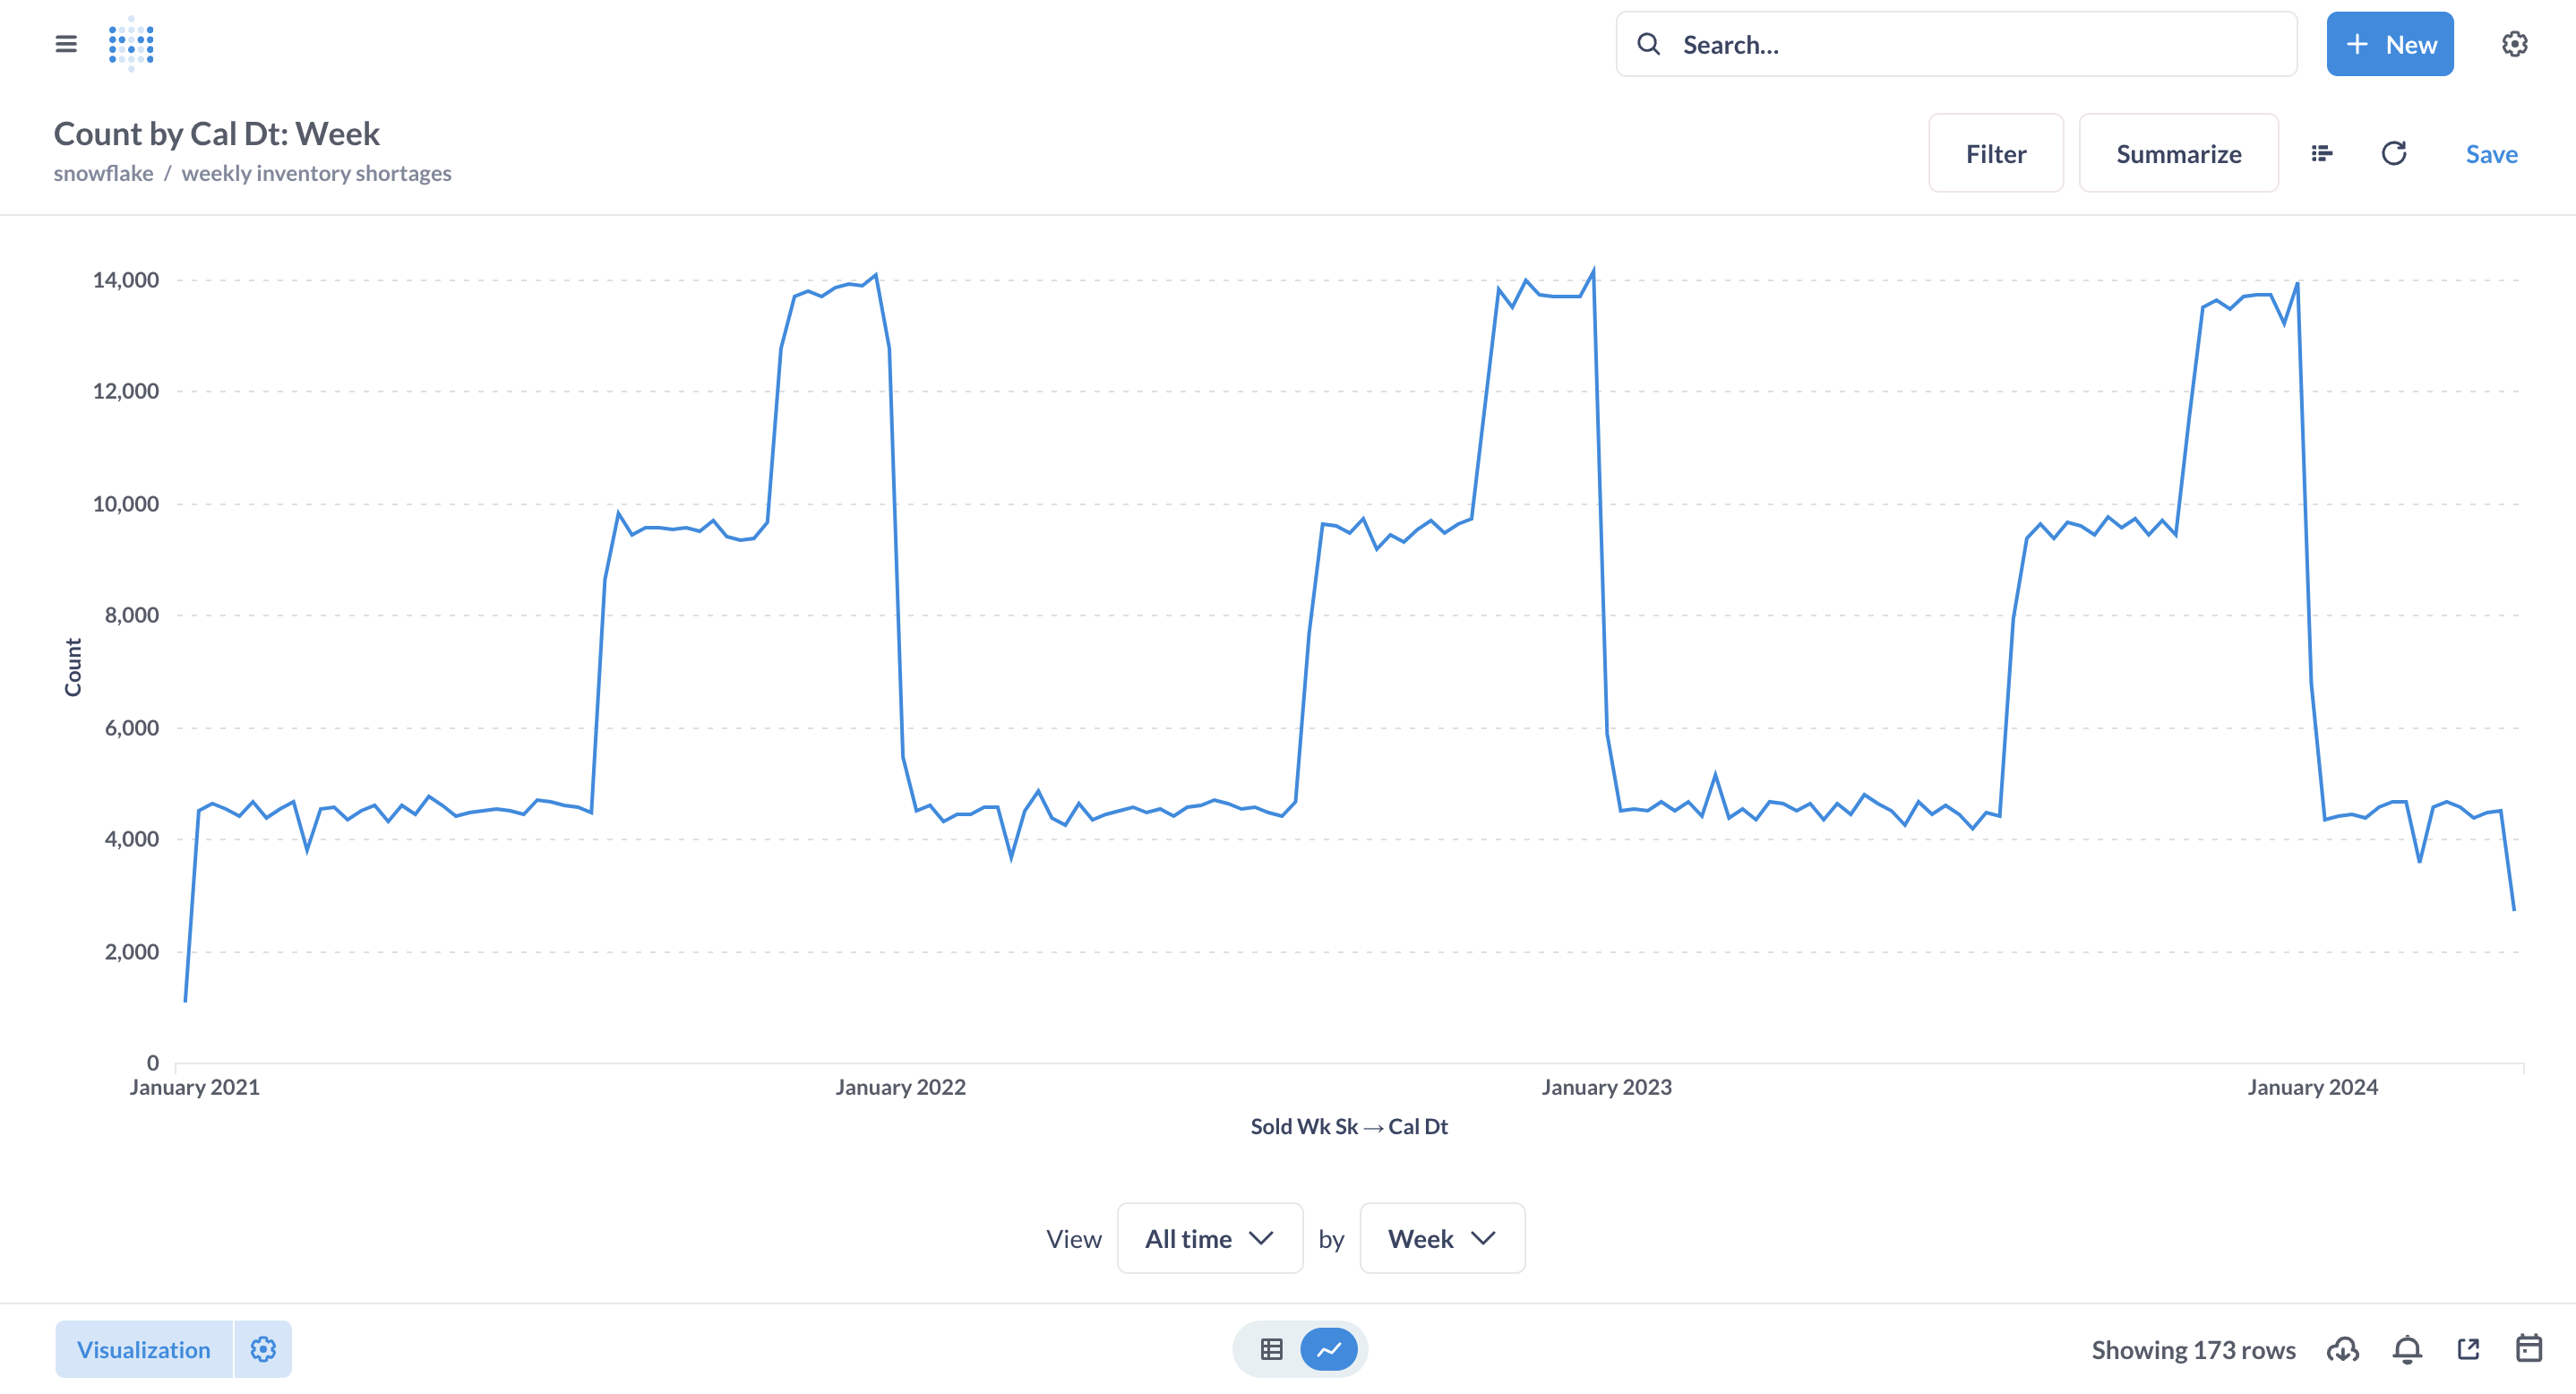 Search...
New
Count by Cal Dt: Week
snowflake / weekly inventory shortages
Filter
Summarize
Save
14,000
12,000
10,000
8,000
6,000
4,000
2,000
0
Count
January 2021
January 2022
January 2023
January 2024
Sold Wk Sk → Cal Dt
View
All time
by
Week
Visualization
Showing 173 rows